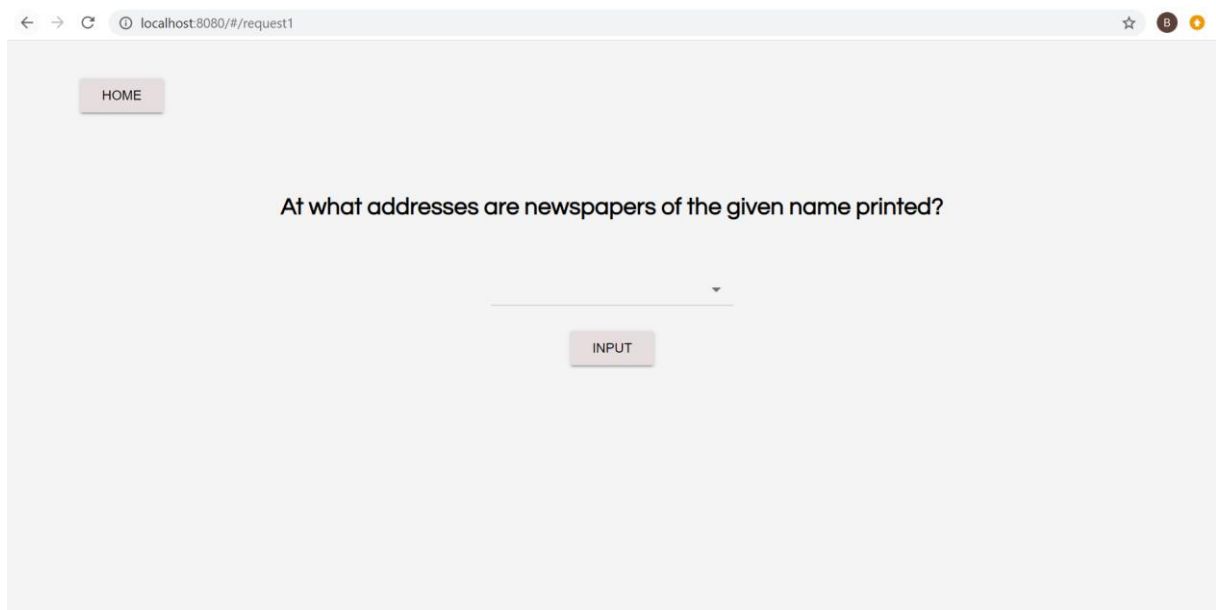 localhost:8080/#/request1
B
HOME
At what addresses are newspapers of the given name printed?
INPUT